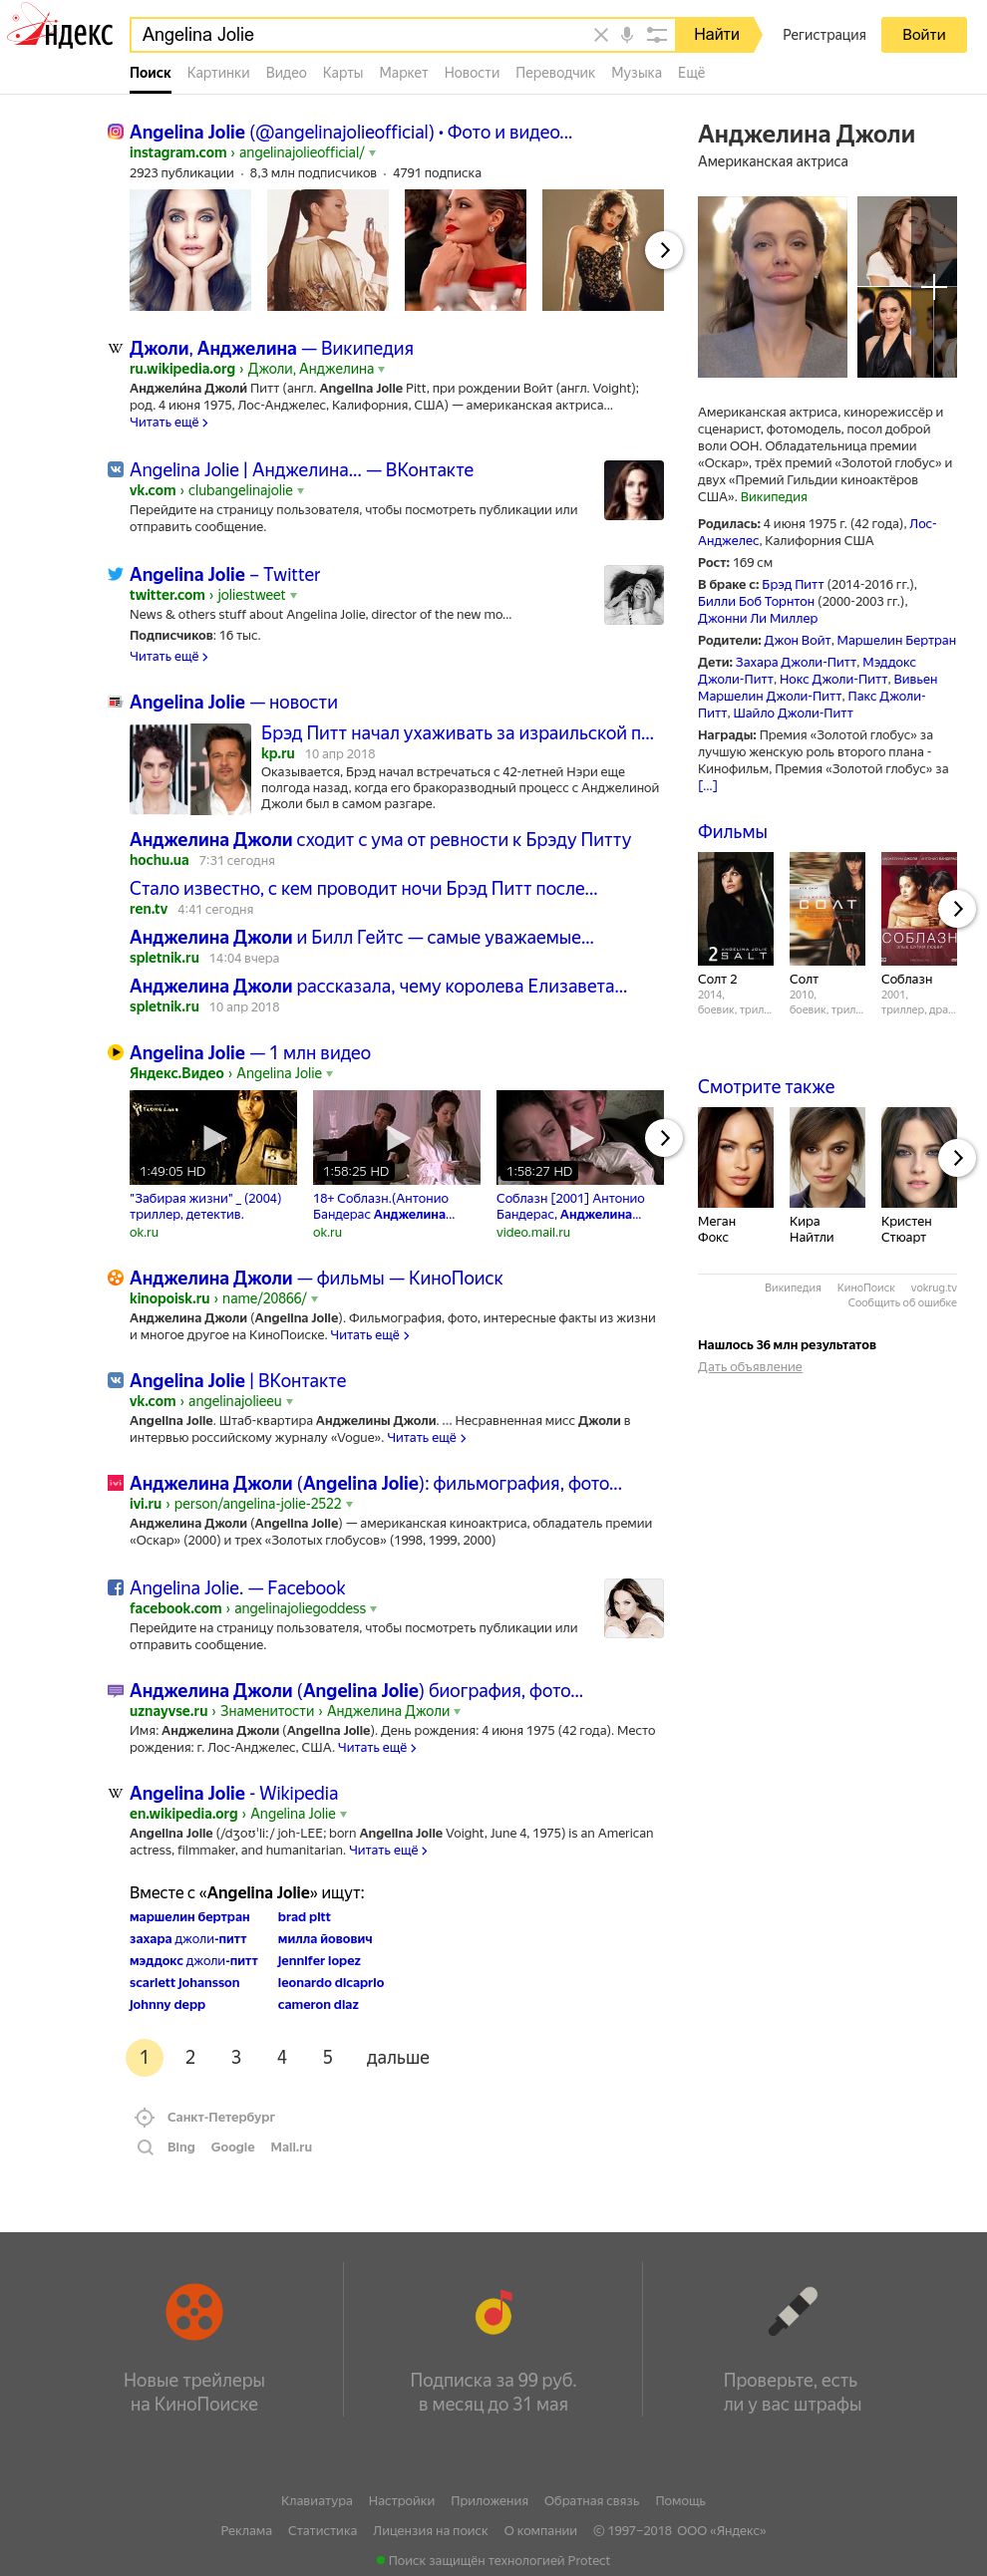 ндекс
Angelina Jolie
Найти
Регистрация
Войти
Поиск Картинки Видео Карты Маркет Новости Переводчик Музыка Ещё
Angelina Jolie (@angelinajolieofficial) • Фото и видео...
instagram.com › angelinajolieofficial/
2923 публикации · 8,3 млн подписчиков · 4791 подписка
Джоли, Анджелина — Википедия
ru.wikipedia.org › Джоли, Анджелина
Анджели́на Джоли́ Питт (англ. Angelina Jolie Pitt, при рождении Войт (англ. Voight);
род. 4 июня 1975, Лос-Анджелес, Калифорния, США) — американская актриса...
Читать ещё ›
Angelina Jolie | Анджелина... — ВКонтакте
vk.com › clubangelinajolie
Перейдите на страницу пользователя, чтобы посмотреть публикации или
отправить сообщение.
Angelina Jolie – Twitter
twitter.com › joliestweet
News & others stuff about Angelina Jolie, director of the new mo...
Подписчиков: 16 тыс.
Читать ещё ›
Angelina Jolie — новости
Брэд Питт начал ухаживать за израильской п...
kp.ru 10 апр 2018
Оказывается, Брэд начал встречаться с 42-летней Нэри еще
полгода назад, когда его бракоразводный процесс с Анджелиной
Джоли был в самом разгаре.
Анджелина Джоли сходит с ума от ревности к Брэду Питту
hochu.ua 7:31 сегодня
Стало известно, с кем проводит ночи Брэд Питт после...
ren.tv 4:41 сегодня
Анджелина Джоли и Билл Гейтс — самые уважаемые...
spletnik.ru 14:04 вчера
Анджелина Джоли рассказала, чему королева Елизавета...
spletnik.ru 10 апр 2018
Angelina Jolie — 1 млн видео
Яндекс.Видео › Angelina Jolie
1:49:05 HD
1:58:25 HD
1:58:27 HD
"Забирая жизни" _ (2004)
триллер, детектив.
ok.ru
18+ Соблазн.(Антонио
Бандерас Анджелина...
ok.ru
Соблазн [2001] Антонио
Бандерас, Анджелина...
video.mail.ru
Анджелина Джоли — фильмы — КиноПоиск
kinopoisk.ru › name/20866/
Анджелина Джоли (Angelina Jolie). Фильмография, фото, интересные факты из жизни
и многое другое на КиноПоиске. Читать ещё ›
Angelina Jolie | ВКонтакте
vk.com › angelinajolieeu
Angelina Jolie. Штаб-квартира Анджелины Джоли. ... Несравненная мисс Джоли в
интервью российскому журналу «Vogue». Читать ещё ›
Анджелина Джоли (Angelina Jolie): фильмография, фото...
ivi.ru › person/angelina-jolie-2522
Анджелина Джоли (Angelina Jolie) — американская киноактриса, обладатель премии
«Оскар» (2000) и трех «Золотых глобусов» (1998, 1999, 2000)
Angelina Jolie. — Facebook
facebook.com › angelinajoliegoddess
Перейдите на страницу пользователя, чтобы посмотреть публикации или
отправить сообщение.
Анджелина Джоли (Angelina Jolie) биография, фото...
uznayvse.ru › Знаменитости › Анджелина Джоли
Имя: Анджелина Джоли (Angelina Jolie). День рождения: 4 июня 1975 (42 года). Место
рождения: г. Лос-Анджелес, США. Читать ещё ›
Angelina Jolie - Wikipedia
en.wikipedia.org › Angelina Jolie
Angelina Jolie (/dʒoʊˈliː/ joh-LEE; born Angelina Jolie Voight, June 4, 1975) is an American
actress, filmmaker, and humanitarian. Читать ещё ›
Вместе с «Angelina Jolie» ищут:
маршелин бертран brad pitt
захара джоли-питт милла йовович
мэддокс джоли-питт jennifer lopez
scarlett johansson leonardo dicaprio
johnny depp cameron diaz
1 2 3 4 5 дальше
Санкт-Петербург
Bing Google Mail.ru
Анджелина Джоли
Американская актриса
Американская актриса, кинорежиссёр и
сценарист, фотомодель, посол доброй
воли ООН. Обладательница премии
«Оскар», трёх премий «Золотой глобус» и
двух «Премий Гильдии киноактёров
США». Википедия
Родилась: 4 июня 1975 г. (42 года), Лос-
Анджелес, Калифорния США
Рост: 169 см
В браке с: Брэд Питт (2014-2016 гг.),
Билли Боб Торнтон (2000-2003 гг.),
Джонни Ли Миллер
Родители: Джон Войт, Маршелин Бертран
Дети: Захара Джоли-Питт, Мэддокс
Джоли-Питт, Нокс Джоли-Питт, Вивьен
Маршелин Джоли-Питт, Пакс Джоли-
Питт, Шайло Джоли-Питт
Награды: Премия «Золотой глобус» за
лучшую женскую роль второго плана -
Кинофильм, Премия «Золотой глобус» за
[...]
Фильмы
2 SALT
СОЛТ
СОБЛАЗН
Солт 2
2014,
боевик, трил...
Солт
2010,
боевик, трил...
Соблазн
2001,
триллер, дра...
Смотрите также
Меган
Фокс
Кира
Найтли
Кристен
Стюарт
Википедия КиноПоиск vokrug.tv
Сообщить об ошибке
Нашлось 36 млн результатов
Дать объявление
Новые трейлеры
на КиноПоиске
Подписка за 99 руб.
в месяц до 31 мая
Проверьте, есть
ли у вас штрафы
Клавиатура Настройки Приложения Обратная связь Помощь
Реклама Статистика Лицензия на поиск О компании © 1997–2018 ООО «Яндекс»
Поиск защищён технологией Protect